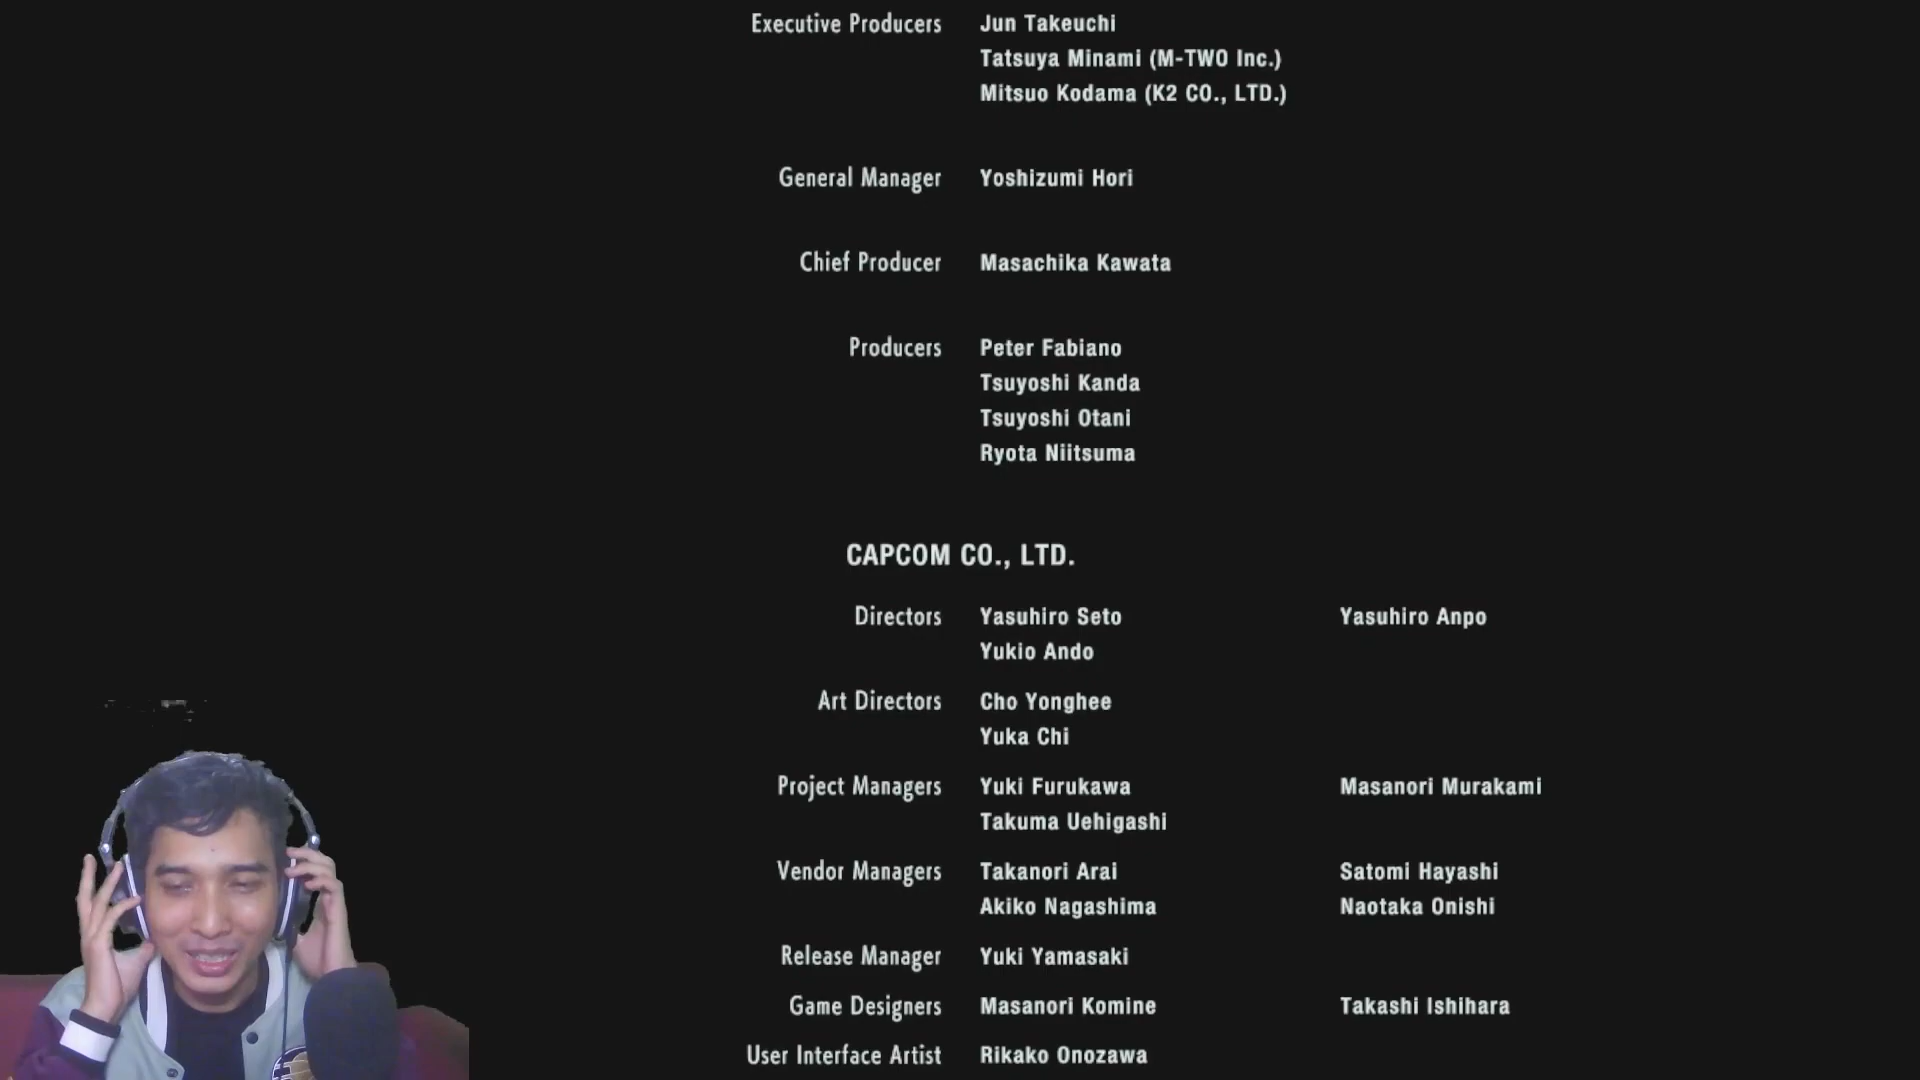 Executive Producers Jun Takeuchi
Tatsuya Minami (M-TWO Inc.)
Mitsuo Kodama (K2 CO., LTD.)
General Manager Yoshizumi Hori
Chief Producer Masachika Kawata
Producers Peter Fabiano
Tsuyoshi Kanda
Tsuyoshi Otani
Ryota Niitsuma
CAPCOM CO., LTD.
Directors Yasuhiro Seto Yasuhiro Anpo
Yukio Ando
Art Directors Cho Yonghee
Yuka Chi
Project Managers Yuki Furukawa Masanori Murakami
Takuma Uehigashi
Vendor Managers Takanori Arai Satomi Hayashi
Akiko Nagashima Naotaka Onishi
Release Manager Yuki Yamasaki
Game Designers Masanori Komine Takashi Ishihara
User Interface Artist Rikako Onozawa